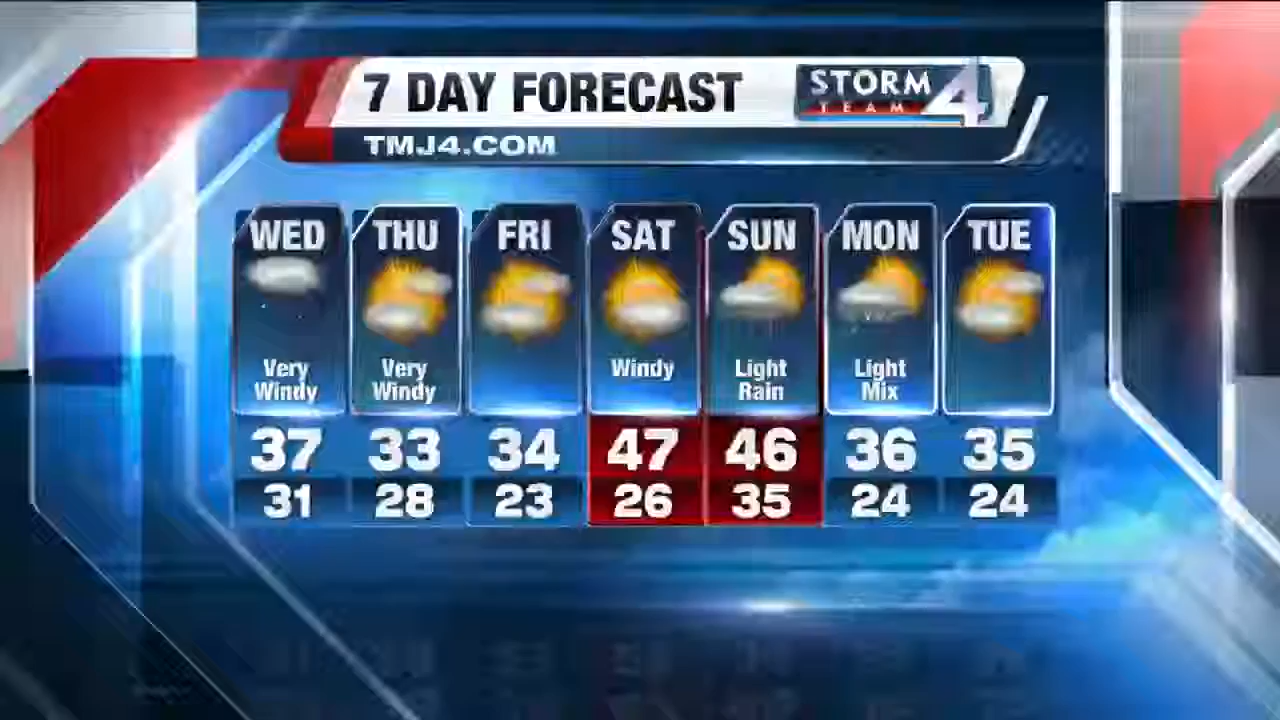 7 DAY FORECAST
STORM
TEAM 4
TMJ4.COM
WED THU FRI SAT SUN MON TUE
Very Windy
Very Windy
Windy
Light Rain
Light Mix
37 33 34 47 46 36 35
31 28 23 26 35 24 24